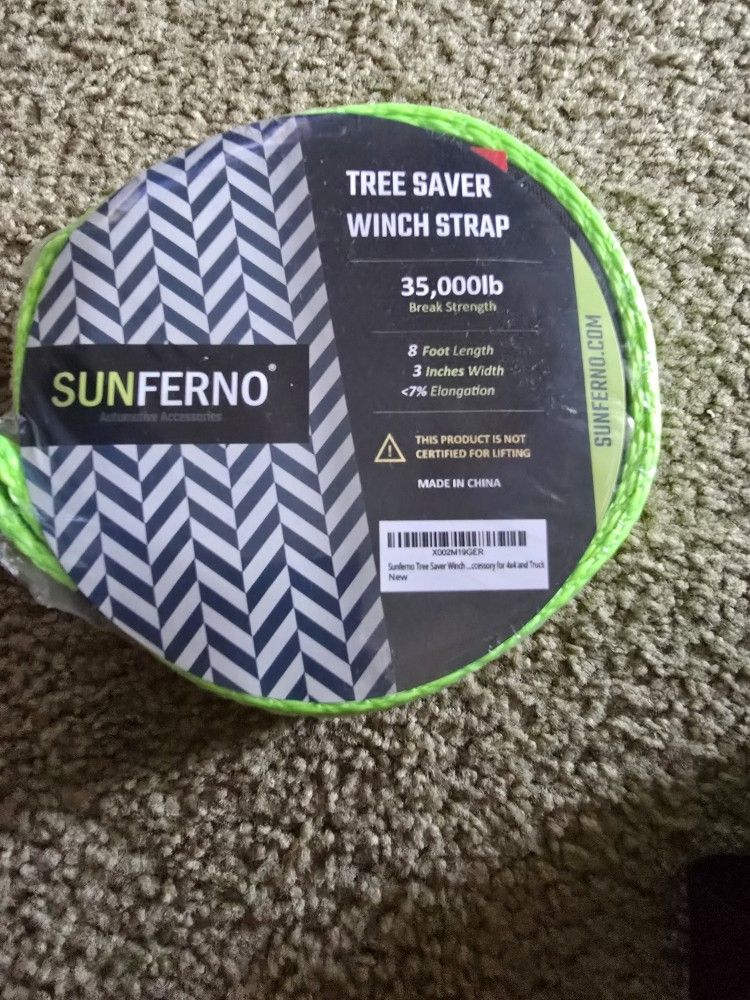 TREE SAVER
WINCH STRAP
35,000lb
Break Strength
8 Foot Length
3 Inches Width
<7% Elongation
THIS PRODUCT IS NOT
CERTIFIED FOR LIFTING
MADE IN CHINA
X002M19GER
Sunferno Tree Saver Winch ...ccessory for 4x4 and Truck
New
SUNFERNO®
Automotive Accessories
SUNFERNO.COM